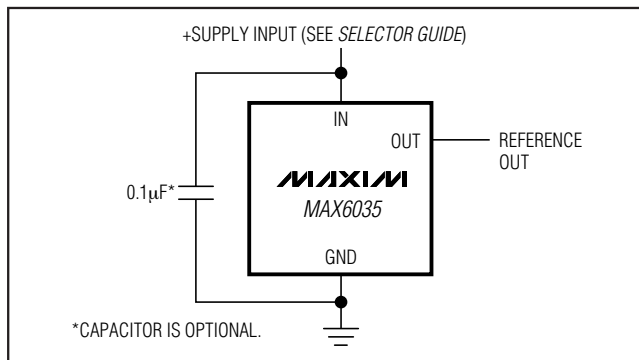 +SUPPLY INPUT (SEE SELECTOR GUIDE)
IN
OUT
REFERENCE
OUT
MAXIM
0.1μF*
MAX6035
GND
*CAPACITOR IS OPTIONAL.